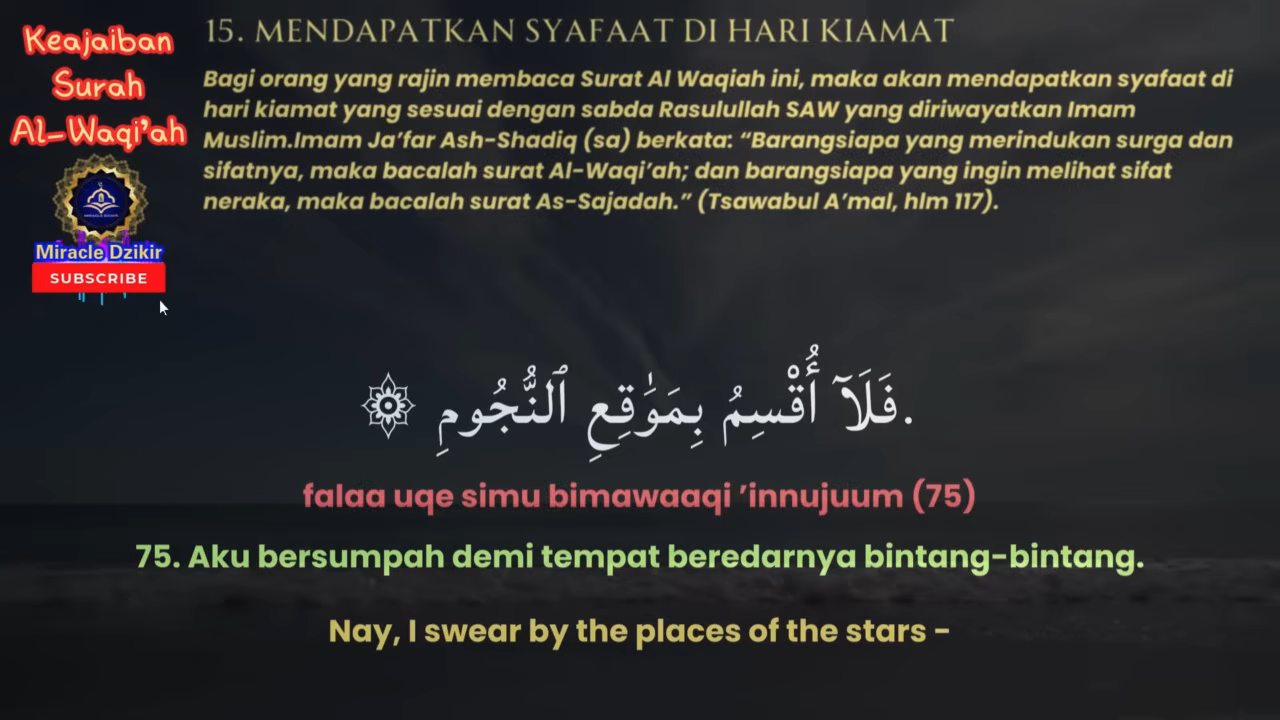 Keajaiban
Surah
Al-Waqi'ah
Miracle Dzikir
SUBSCRIBE
15. MENDAPATKAN SYAFAAT DI HARI KIAMAT
Bagi orang yang rajin membaca Surat Al Waqiah ini, maka akan mendapatkan syafaat di
hari kiamat yang sesuai dengan sabda Rasulullah SAW yang diriwayatkan Imam
Muslim.Imam Ja’far Ash-Shadiq (sa) berkata: “Barangsiapa yang merindukan surga dan
sifatnya, maka bacalah surat Al-Waqi’ah; dan barangsiapa yang ingin melihat sifat
neraka, maka bacalah surat As-Sajadah.” (Tsawabul A’mal, hlm 117).
.فَلَآ أُقْسِمُ بِمَوَٰقِعِ ٱلنُّجُومِ ۞
falaa uqe simu bimawaaqi ’innujuum (75)
75. Aku bersumpah demi tempat beredarnya bintang-bintang.
Nay, I swear by the places of the stars -